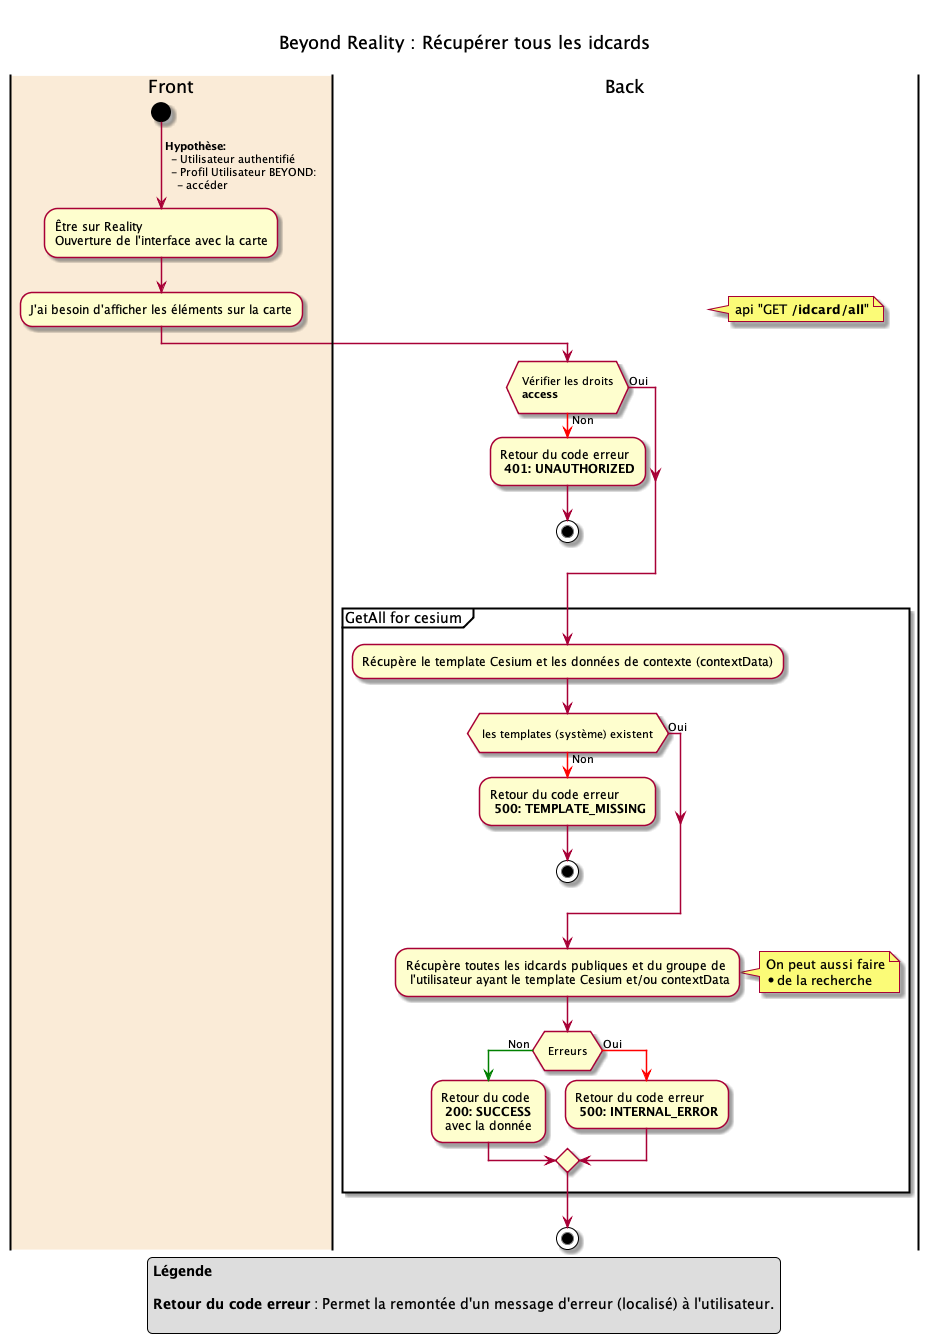 Beyond Reality : Récupérer tous les idcards
Front
Back
Hypothèse:
- Utilisateur authentifié
- Profil Utilisateur BEYOND:
- accéder
Être sur Reality
Ouverture de l'interface avec la carte
J'ai besoin d'afficher les éléments sur la carte
api "GET /idcard/all"
Vérifier les droits
access
Oui
Non
Retour du code erreur
401: UNAUTHORIZED
GetAll for cesium
Récupère le template Cesium et les données de contexte (contextData)
les templates (système) existent
Oui
Non
Retour du code erreur
500: TEMPLATE_MISSING
Récupère toutes les idcards publiques et du groupe de
l'utilisateur ayant le template Cesium et/ou contextData
On peut aussi faire
• de la recherche
Erreurs
Non
Oui
Retour du code
200: SUCCESS
avec la donnée
Retour du code erreur
500: INTERNAL_ERROR
Légende
Retour du code erreur : Permet la remontée d'un message d'erreur (localisé) à l'utilisateur.